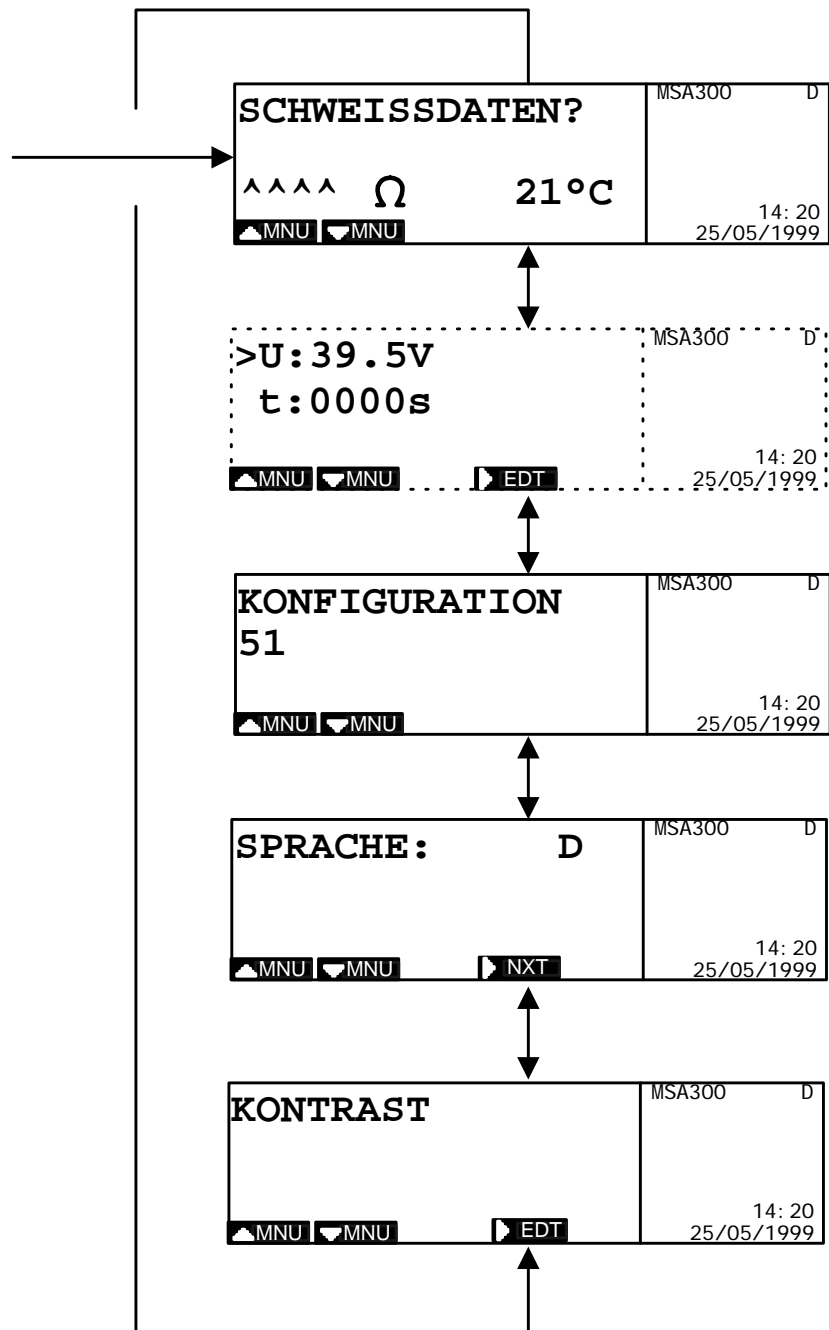 SCHWEISSDATEN?
MSA300 D
^^^^ Ω 21°C
14:20
▲MNU ▼MNU
25/05/1999
>U:39.5V
MSA300 D
t:0000s
14:20
▲MNU ▼MNU ▶EDT
25/05/1999
KONFIGURATION
MSA300 D
51
14:20
▲MNU ▼MNU
25/05/1999
SPRACHE: D
MSA300 D
14:20
▲MNU ▼MNU ▶NXT
25/05/1999
KONTRAST
MSA300 D
14:20
▲MNU ▼MNU ▶EDT
25/05/1999